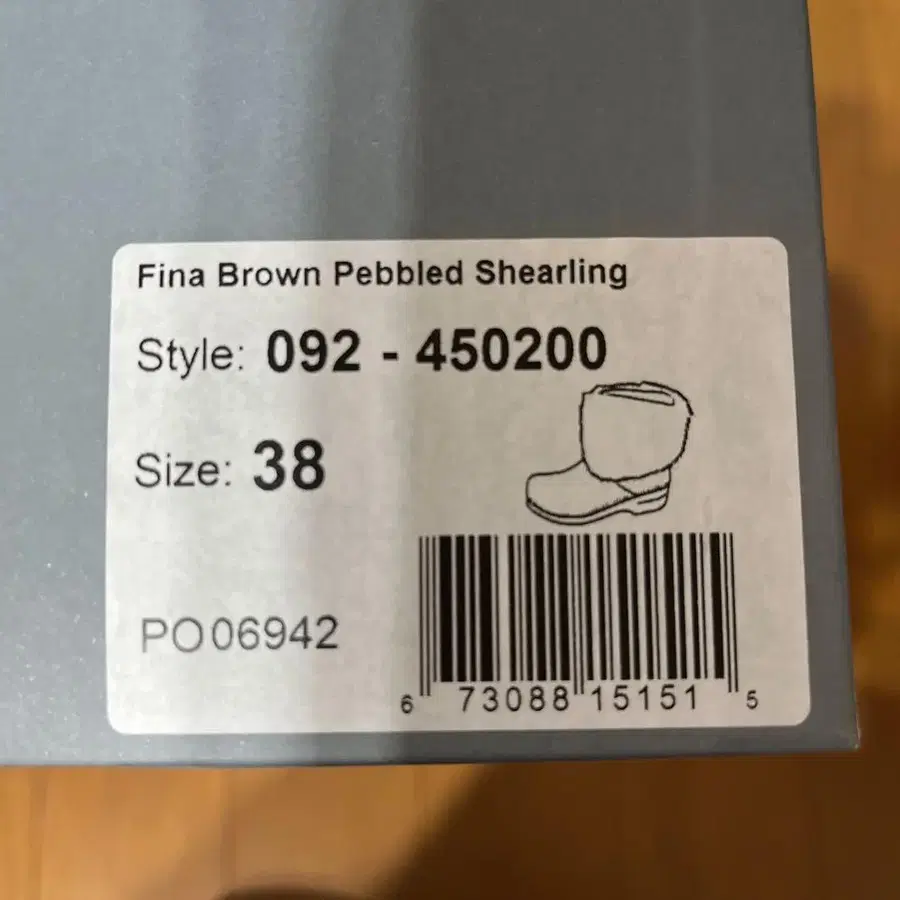 Fina Brown Pebbled Shearling
Style: 092 - 450200
Size: 38
PO06942
6 73088 15151 5